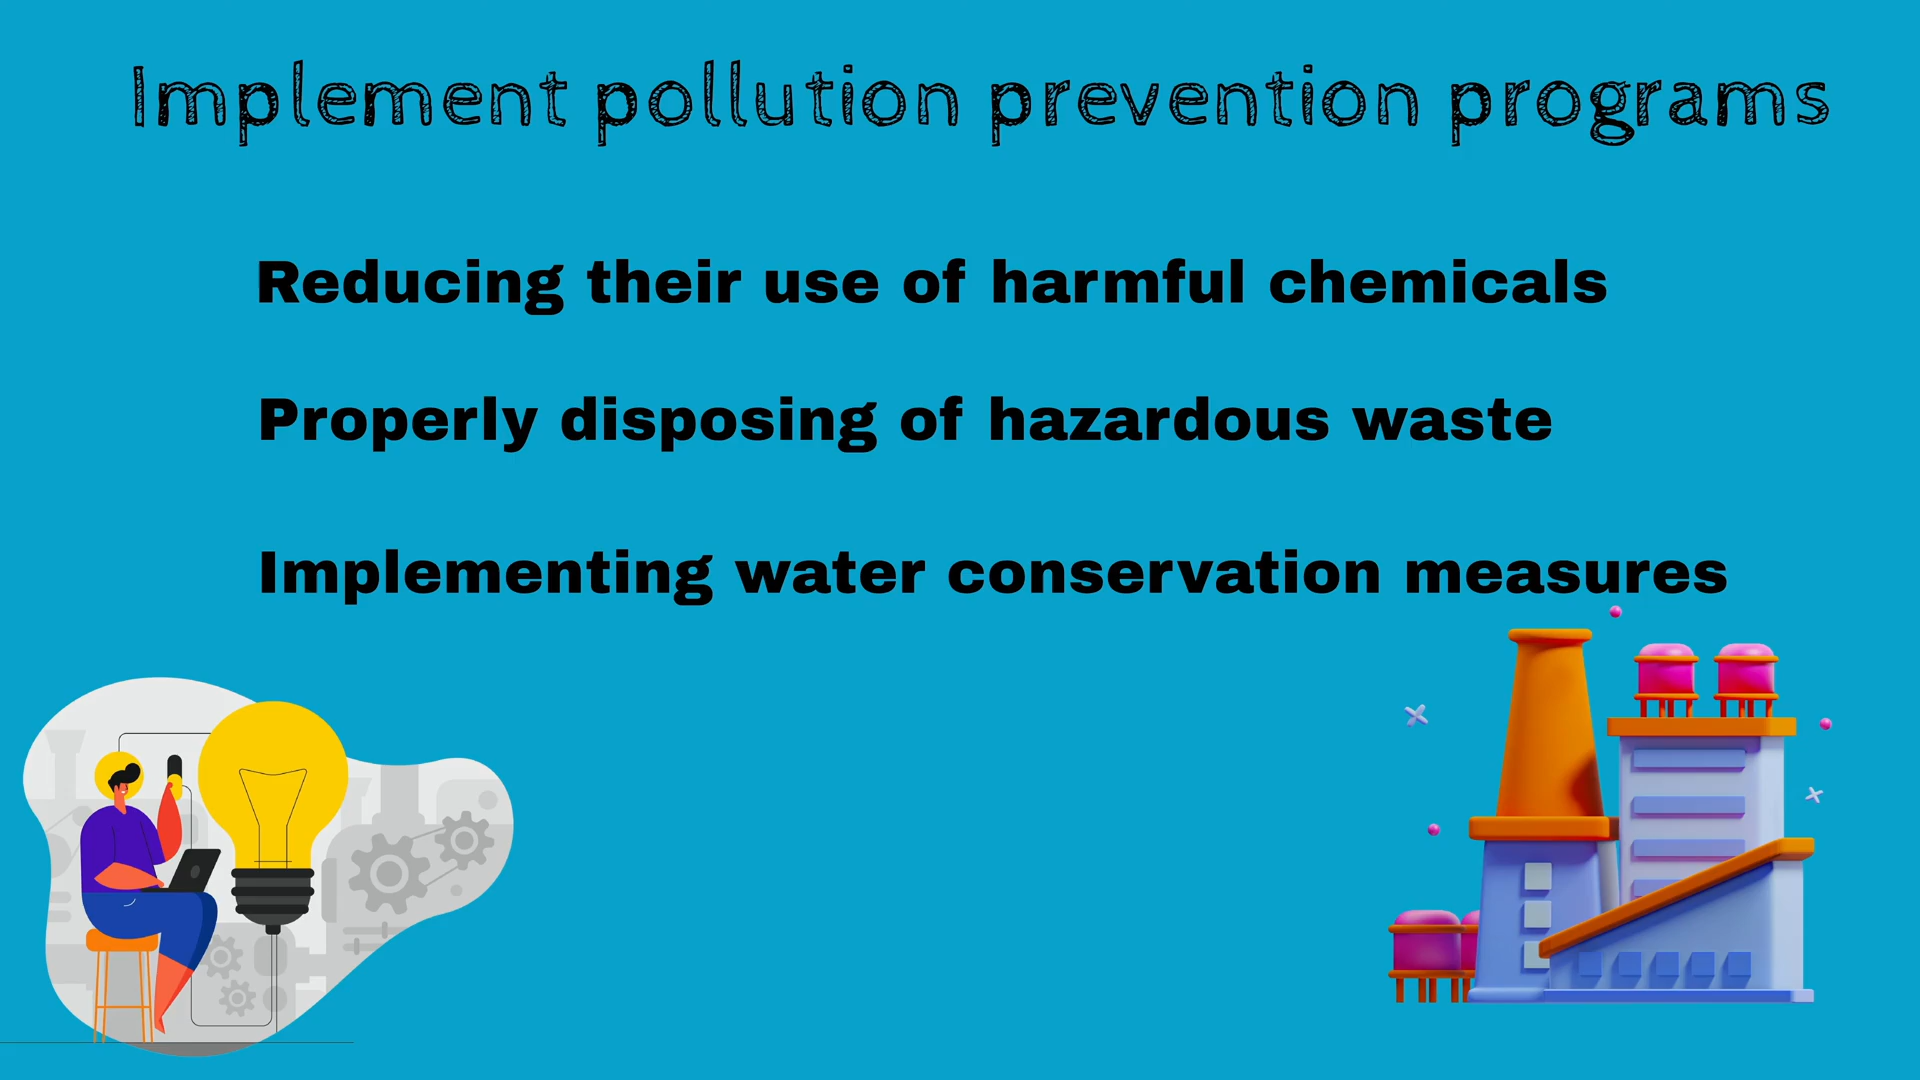 Implement pollution prevention programs
Reducing their use of harmful chemicals
Properly disposing of hazardous waste
Implementing water conservation measures